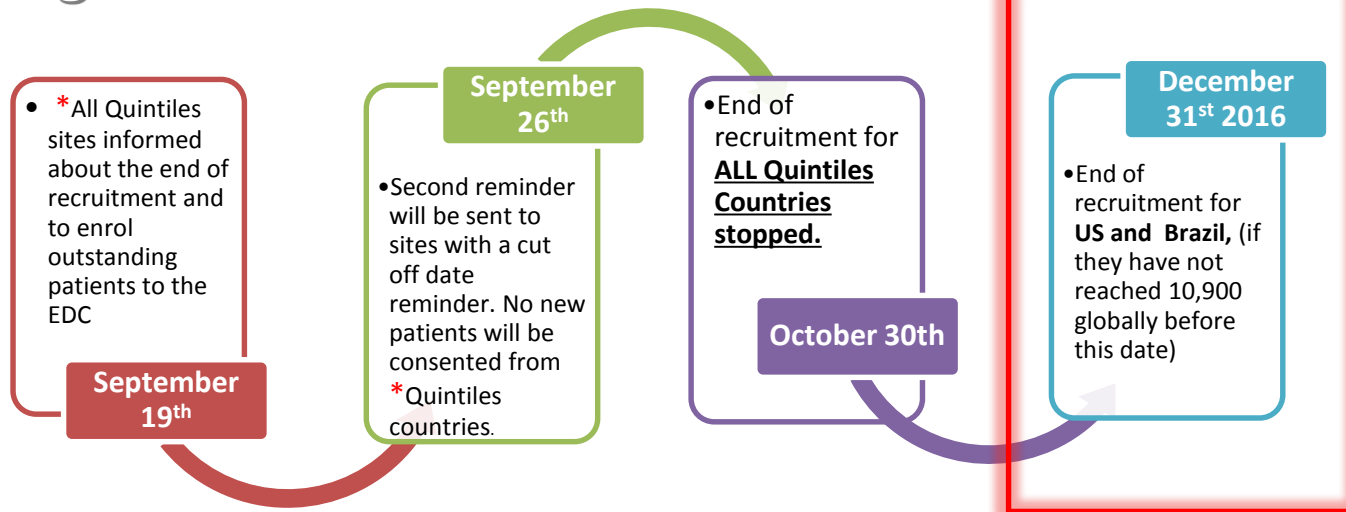 • *All Quintiles
sites informed
about the end of
recruitment and
to enrol
outstanding
patients to the
EDC
September
19th
September
26th
•Second reminder
will be sent to
sites with a cut
off date
reminder. No new
patients will be
consented from
*Quintiles
countries.
•End of
recruitment for
ALL Quintiles
Countries
stopped.
October 30th
December
31st 2016
•End of
recruitment for
US and Brazil, (if
they have not
reached 10,900
globally before
this date)